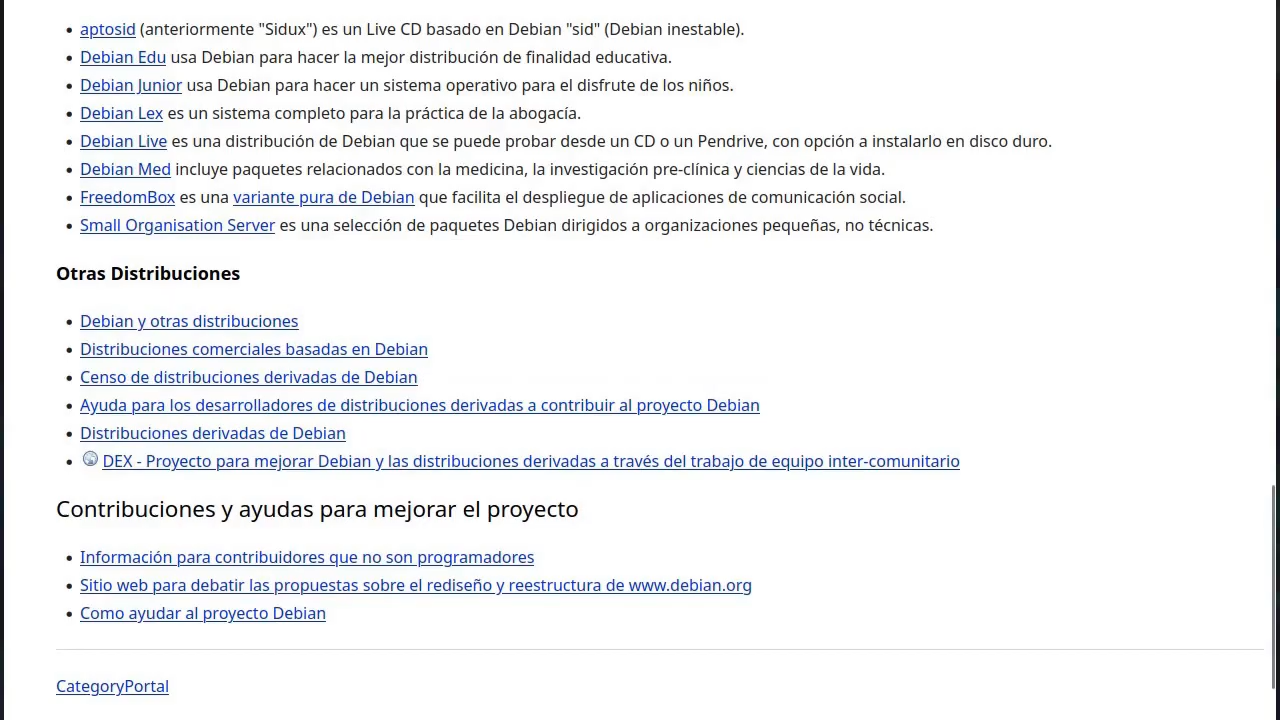 aptosid (anteriormente "Sidux") es un Live CD basado en Debian "sid" (Debian inestable).
Debian Edu usa Debian para hacer la mejor distribución de finalidad educativa.
Debian Junior usa Debian para hacer un sistema operativo para el disfrute de los niños.
Debian Lex es un sistema completo para la práctica de la abogacía.
Debian Live es una distribución de Debian que se puede probar desde un CD o un Pendrive, con opción a instalarlo en disco duro.
Debian Med incluye paquetes relacionados con la medicina, la investigación pre-clínica y ciencias de la vida.
FreedomBox es una variante pura de Debian que facilita el despliegue de aplicaciones de comunicación social.
Small Organisation Server es una selección de paquetes Debian dirigidos a organizaciones pequeñas, no técnicas.
Otras Distribuciones
Debian y otras distribuciones
Distribuciones comerciales basadas en Debian
Censo de distribuciones derivadas de Debian
Ayuda para los desarrolladores de distribuciones derivadas a contribuir al proyecto Debian
Distribuciones derivadas de Debian
DEX - Proyecto para mejorar Debian y las distribuciones derivadas a través del trabajo de equipo inter-comunitario
Contribuciones y ayudas para mejorar el proyecto
Información para contribuidores que no son programadores
Sitio web para debatir las propuestas sobre el rediseño y reestructura de www.debian.org
Como ayudar al proyecto Debian
CategoryPortal